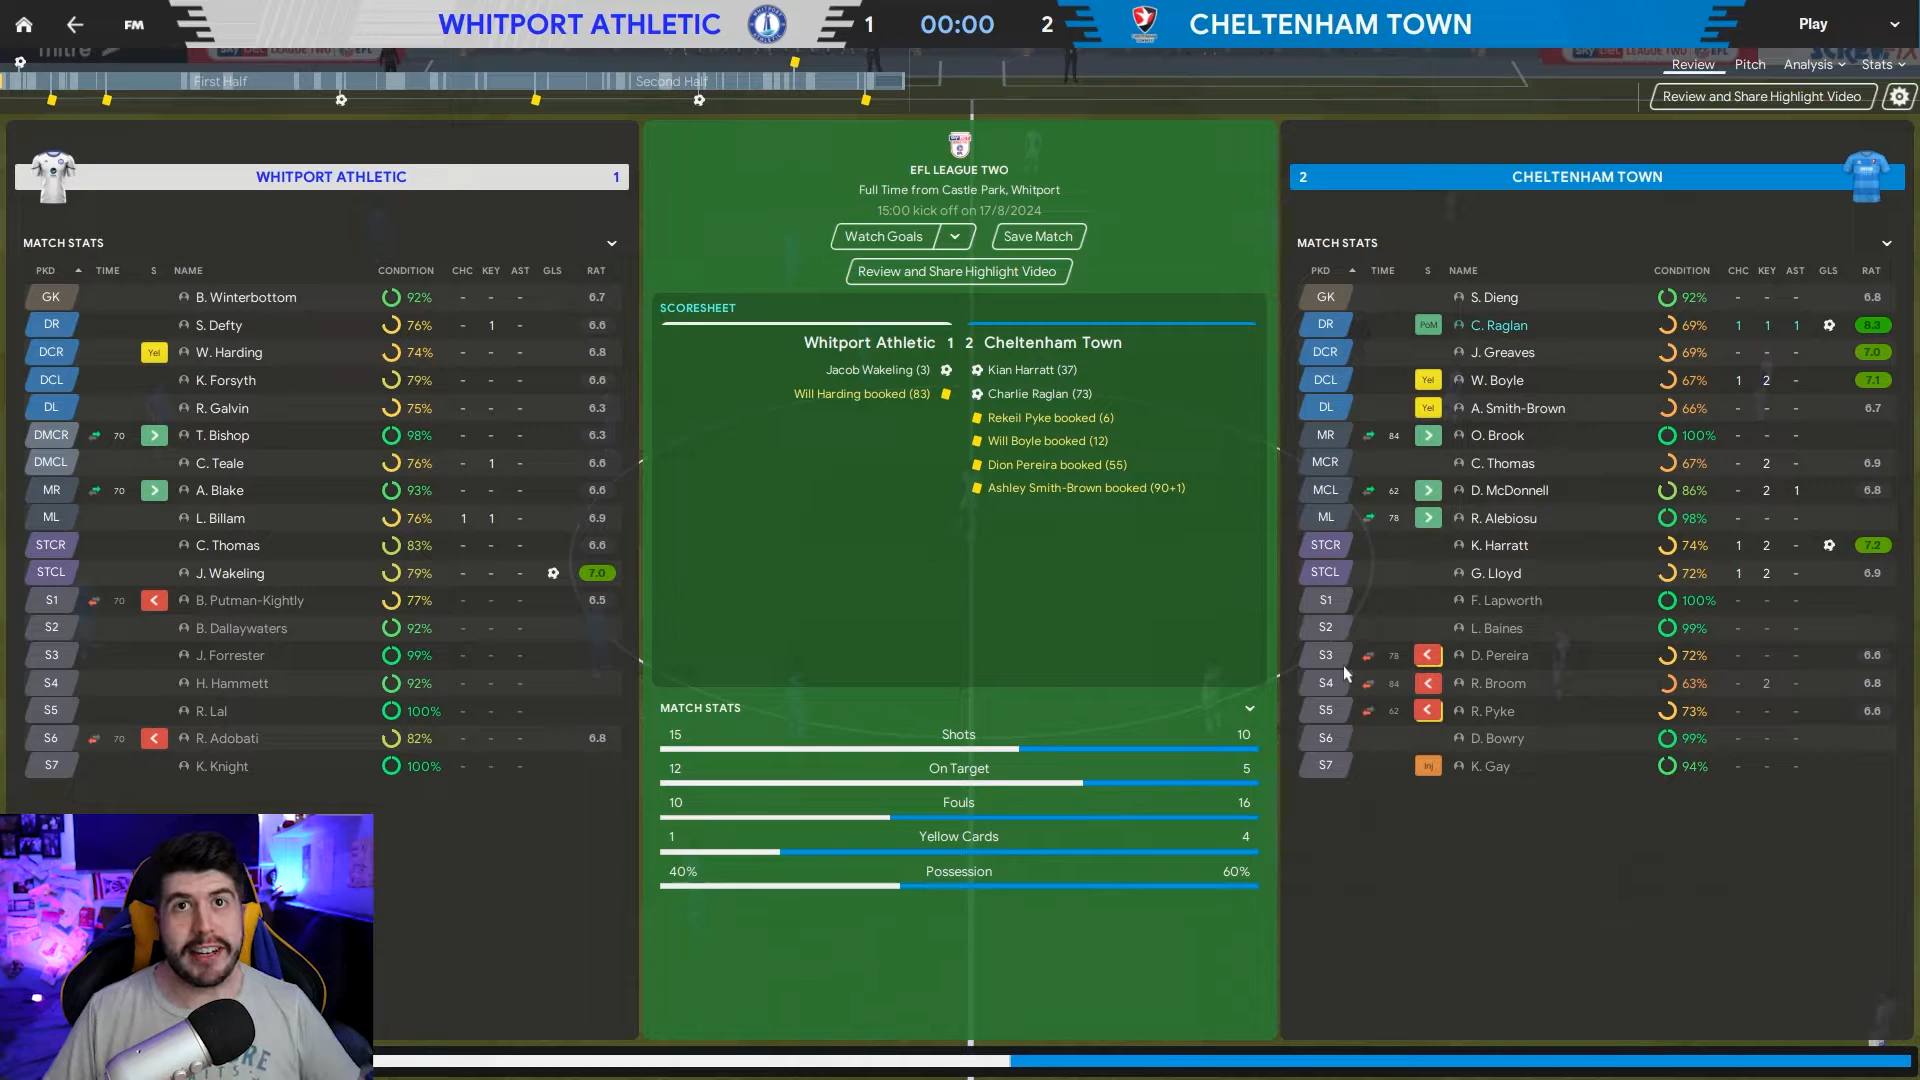 FM
WHITPORT ATHLETIC 1 00:00 2 CHELTENHAM TOWN
Play
First Half
Second Half
Review Pitch Analysis Stats
Review and Share Highlight Video
WHITPORT ATHLETIC 1
MATCH STATS
PKD TIME S NAME CONDITION CHC KEY AST GLS RAT
GK B. Winterbottom 92% - - - 6.7
DR S. Defty 76% - 1 - 6.6
DCR Yel W. Harding 74% - - - 6.8
DCL K. Forsyth 79% - - - 6.6
DL R. Galvin 75% - - - 6.3
DMCR 70 T. Bishop 98% - - - 6.3
DMCL C. Teale 76% - 1 - 6.6
MR 70 A. Blake 93% - - - 6.6
ML L. Billam 76% 1 1 - 6.9
STCR C. Thomas 83% - - - 6.6
STCL J. Wakeling 79% - - - 7.0
S1 70 B. Putman-Kightly 77% - - - 6.5
S2 B. Dallaywaters 92% - - -
S3 J. Forrester 99% - - -
S4 H. Hammett 92% - - -
S5 R. Lal 100% - - -
S6 70 R. Adobati 82% - - - 6.8
S7 K. Knight 100% - - -
EFL LEAGUE TWO
Full Time from Castle Park, Whitport
15:00 kick off on 17/8/2024
Watch Goals
Save Match
Review and Share Highlight Video
SCORESHEET
Whitport Athletic 1 2 Cheltenham Town
Jacob Wakeling (3) Kian Harratt (37)
Will Harding booked (83) Charlie Raglan (73)
Rekeil Pyke booked (6)
Will Boyle booked (12)
Dion Pereira booked (55)
Ashley Smith-Brown booked (90+1)
MATCH STATS
15 Shots 10
12 On Target 5
10 Fouls 16
1 Yellow Cards 4
40% Possession 60%
2 CHELTENHAM TOWN
MATCH STATS
PKD TIME S NAME CONDITION CHC KEY AST GLS RAT
GK S. Dieng 92% - - - 6.8
DR PoM C. Raglan 69% 1 1 1 8.3
DCR J. Greaves 69% - - - 7.0
DCL Yel W. Boyle 67% 1 2 - 7.1
DL Yel A. Smith-Brown 66% - - - 6.7
MR 84 O. Brook 100% - - -
MCR C. Thomas 67% - 2 - 6.9
MCL 62 D. McDonnell 86% - 2 1 6.8
ML 78 R. Alebiosu 98% - - -
STCR K. Harratt 74% 1 2 - 7.2
STCL G. Lloyd 72% 1 2 - 6.9
S1 F. Lapworth 100% - - -
S2 L. Baines 99% - - -
S3 78 D. Pereira 72% - - - 6.6
S4 84 R. Broom 63% - 2 - 6.8
S5 62 R. Pyke 73% - - - 6.6
S6 D. Bowry 99% - - -
S7 Inj K. Gay 94% - - -